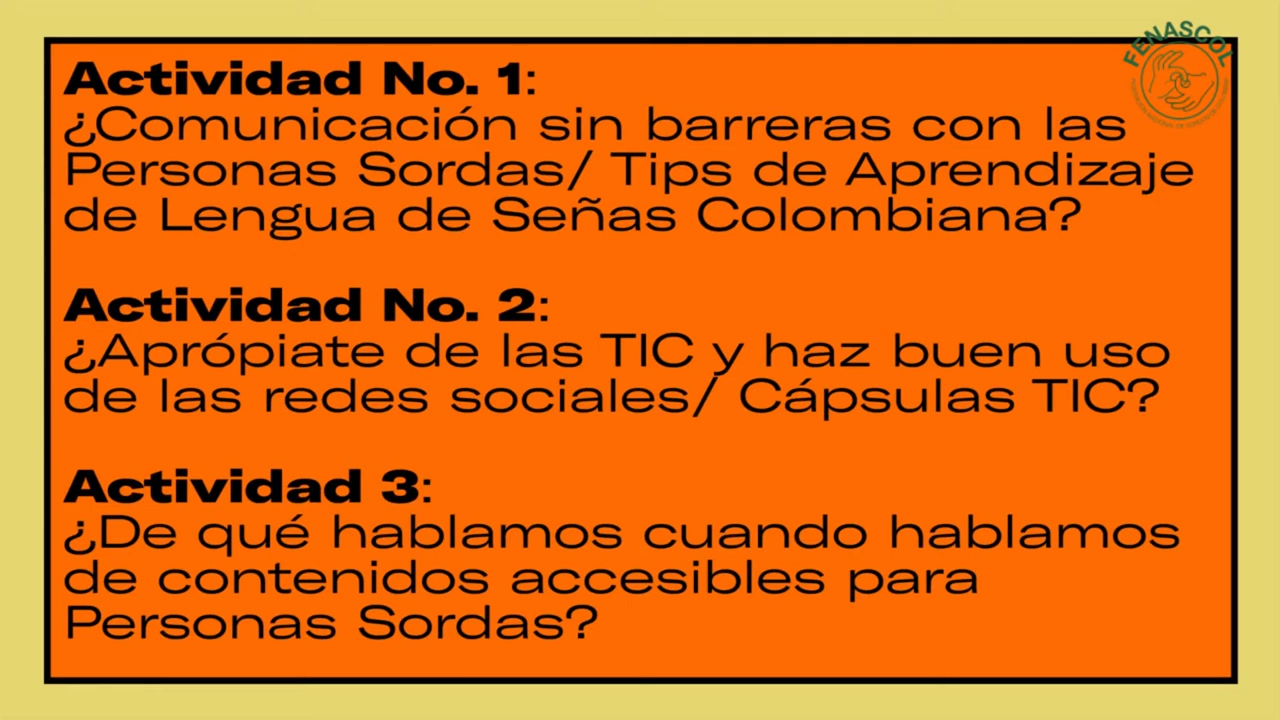 FENASCOL
Actividad No. 1:
¿Comunicación sin barreras con las
Personas Sordas/ Tips de Aprendizaje
de Lengua de Señas Colombiana?
Actividad No. 2:
¿Aprópiate de las TIC y haz buen uso
de las redes sociales/ Cápsulas TIC?
Actividad 3:
¿De qué hablamos cuando hablamos
de contenidos accesibles para
Personas Sordas?